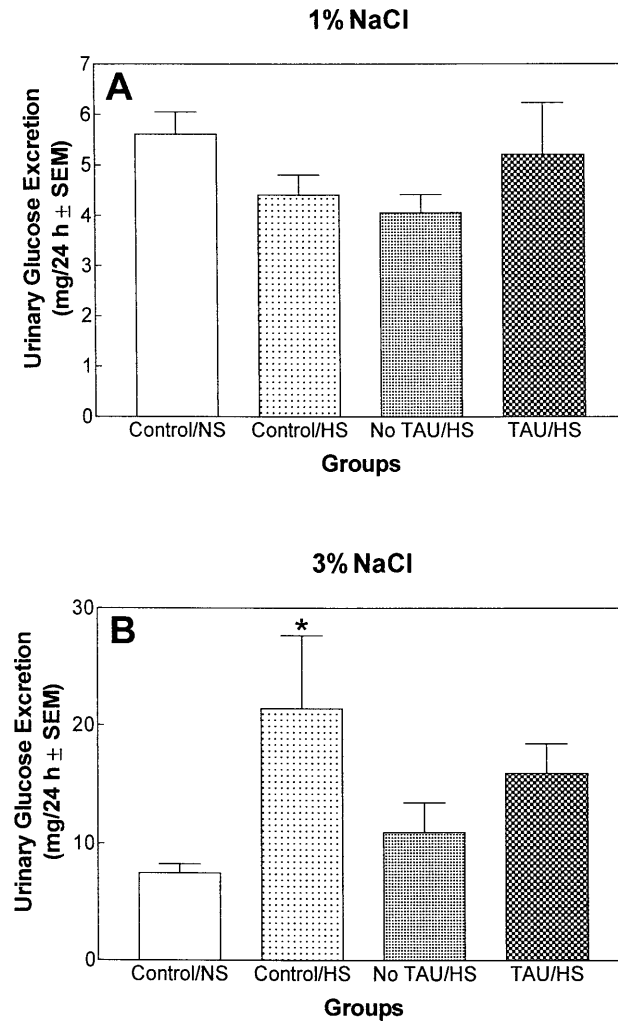 1% NaCl
A
Urinary Glucose Excretion
(mg/24 h ± SEM)
7
6
5
4
3
2
1
0
Control/NS Control/HS No TAU/HS TAU/HS
Groups
3% NaCl
B
*
Urinary Glucose Excretion
(mg/24 h ± SEM)
30
20
10
0
Control/NS Control/HS No TAU/HS TAU/HS
Groups